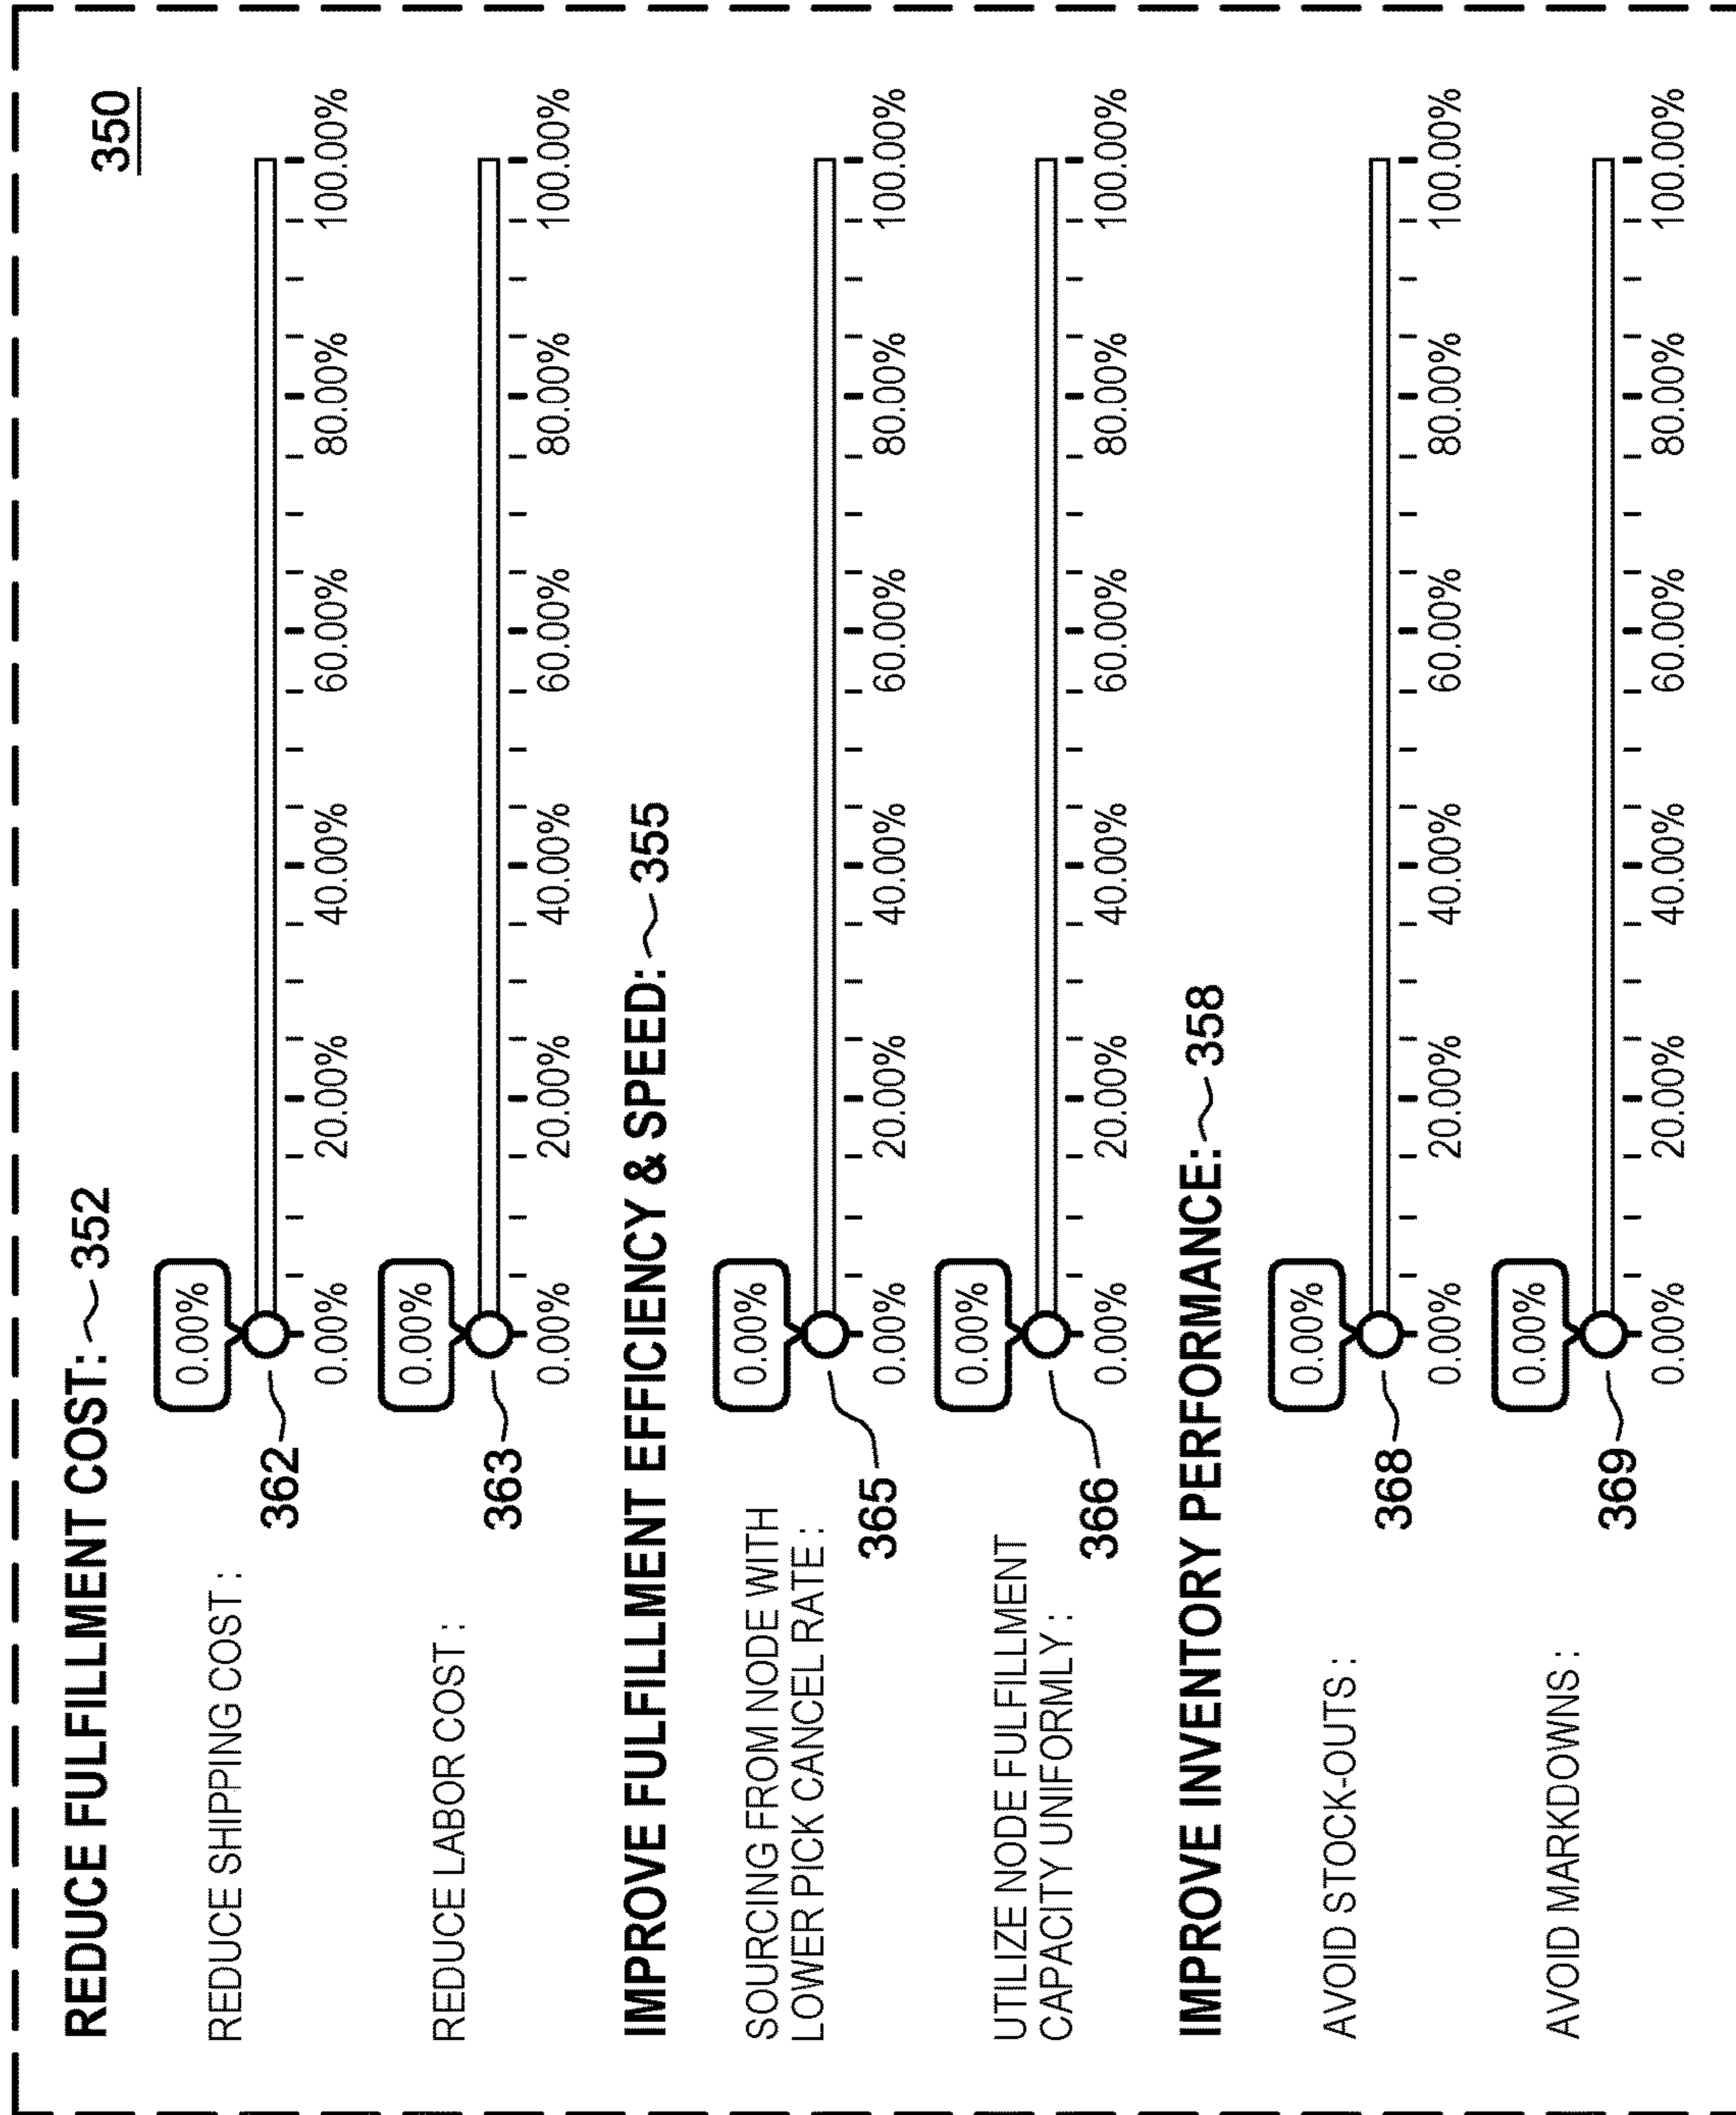 350
REDUCE FULFILLMENT COST: 352
REDUCE SHIPPING COST :
0.00%
362
0.00% 20.00% 40.00% 60.00% 80.00% 100.00%
REDUCE LABOR COST :
0.00%
363
0.00% 20.00% 40.00% 60.00% 80.00% 100.00%
IMPROVE FULFILLMENT EFFICIENCY & SPEED: 355
SOURCING FROM NODE WITH
LOWER PICK CANCEL RATE :
0.00%
365
0.00% 20.00% 40.00% 60.00% 80.00% 100.00%
UTILIZE NODE FULFILLMENT
CAPACITY UNIFORMLY :
0.00%
366
0.00% 20.00% 40.00% 60.00% 80.00% 100.00%
IMPROVE INVENTORY PERFORMANCE: 358
AVOID STOCK-OUTS :
0.00%
368
0.00% 20.00% 40.00% 60.00% 80.00% 100.00%
AVOID MARKDOWNS :
0.00%
369
0.00% 20.00% 40.00% 60.00% 80.00% 100.00%